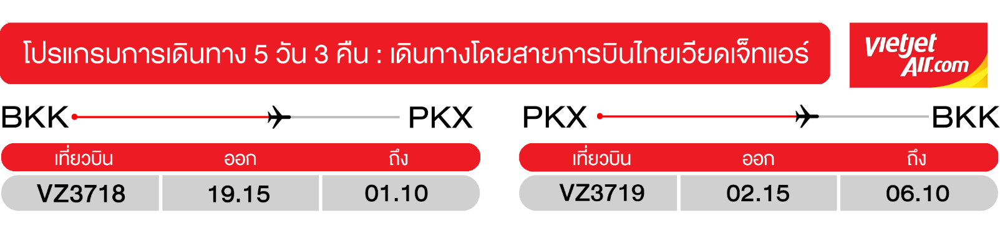 โปรแกรมการเดินทาง 5 วัน 3 คืน : เดินทางโดยสายการบินไทยเวียดเจ็ทแอร์
vietjet
Air.com
BKK PKX
เที่ยวบิน ออก ถึง
VZ3718 19.15 01.10
PKX BKK
เที่ยวบิน ออก ถึง
VZ3719 02.15 06.10